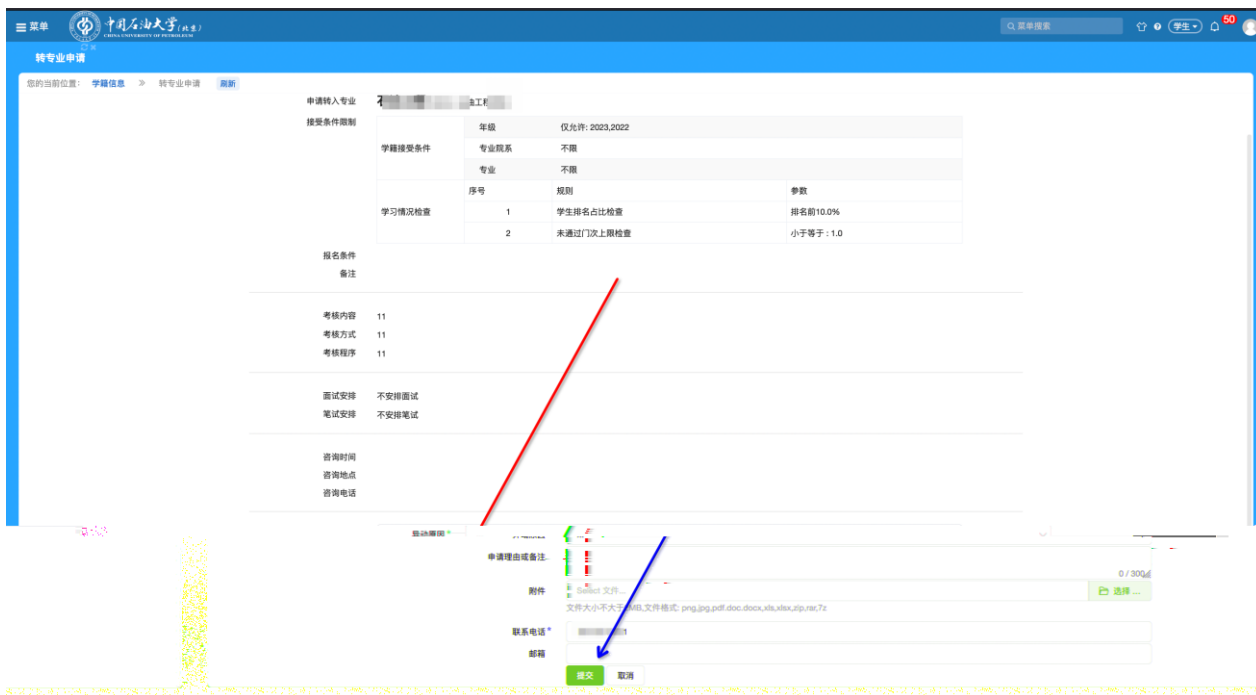 菜单 中国石油大学(北京) 菜单搜索 学生 50
CHINA UNIVERSITY OF PETROLEUM
转专业申请
您的当前位置: 学籍信息 》 转专业申请 刷新
申请转入专业
接受条件限制
学籍接受条件
年级 仅允许: 2023,2022
专业院系 不限
专业 不限
学习情况检查
序号 规则 参数
1 学生排名占比检查 排名前10.0%
2 未通过门次上限检查 小于等于 : 1.0
报名条件
备注
考核内容 11
考核方式 11
考核程序 11
面试安排 不安排面试
笔试安排 不安排笔试
咨询时间
咨询地点
咨询电话
异动原因 *
申请理由或备注
0 / 300
附件 Select 文件... 选择 ...
文件大小不大于 MB,文件格式: png,jpg,pdf.doc.docx,xls,xlsx,zip,rar,7z
联系电话 * 1
邮箱
提交 取消